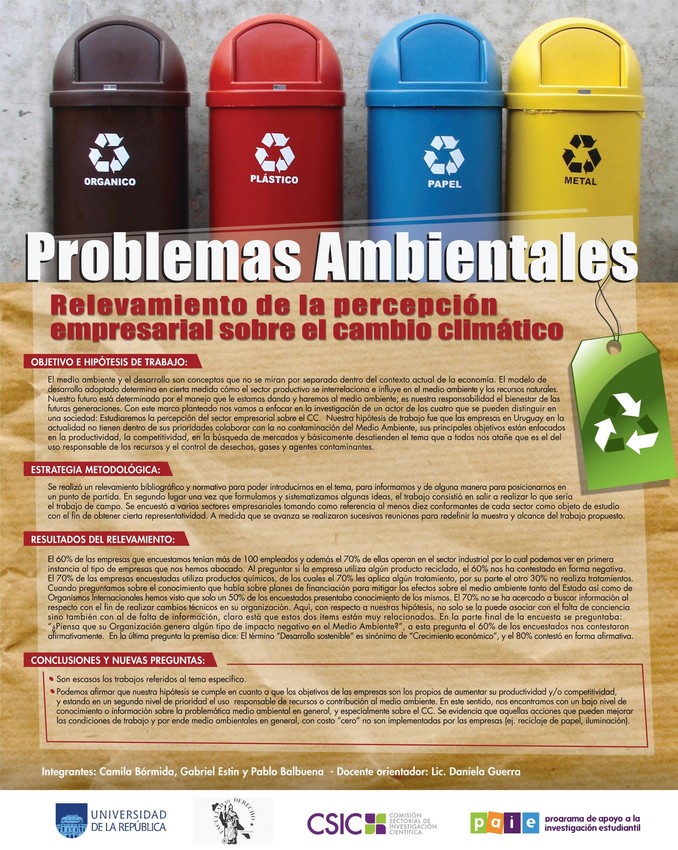 ORGANICO
PLÁSTICO
PAPEL
METAL
Problemas Ambientales
Relevamiento de la percepción
empresarial sobre el cambio climático
OBJETIVO E HIPÓTESIS DE TRABAJO:
El medio ambiente y el desarrollo son conceptos que no se miran por separado dentro del contexto actual de la economía. El modelo de
desarrollo adoptado determina en cierta medida cómo el sector productivo se interrelaciona e influye en el medio ambiente y los recursos naturales.
Nuestro futuro está determinado por el manejo que le estamos dando y haremos al medio ambiente; es nuestra responsabilidad el bienestar de las
futuras generaciones. Con este marco planteado nos vamos a enfocar en la investigación de un actor de los cuatro que se pueden distinguir en
una sociedad: Estudiaremos la percepción del sector empresarial sobre el CC. Nuestra hipótesis de trabajo fue que las empresas en Uruguay en la
actualidad no tienen dentro de sus prioridades colaborar con la no contaminación del Medio Ambiente, sus principales objetivos están enfocados
en la productividad, la competitividad, en la búsqueda de mercados y básicamente desatienden el tema que a todos nos atañe que es el del
uso responsable de los recursos y el control de desechos, gases y agentes contaminantes.
ESTRATEGIA METODOLÓGICA:
Se realizó un relevamiento bibliográfico y normativo para poder introducirnos en el tema, para informarnos y de alguna manera para posicionarnos en
un punto de partida. En segundo lugar una vez que formulamos y sistematizamos algunas ideas, el trabajo consistió en salir a realizar lo que sería
el trabajo de campo. Se encuestó a varios sectores empresariales tomando como referencia al menos diez conformantes de cada sector como objeto de estudio
con el fin de obtener cierta representatividad. A medida que se avanza se realizaron sucesivas reuniones para redefinir la muestra y alcance del trabajo propuesto.
RESULTADOS DEL RELEVAMIENTO:
El 60% de las empresas que encuestamos tenían más de 100 empleados y además el 70% de ellas operan en el sector industrial por lo cual podemos ver en primera
instancia al tipo de empresas que nos hemos abocado. Al preguntar si la empresa utiliza algún producto reciclado, el 60% nos ha contestado en forma negativa.
El 70% de las empresas encuestadas utiliza productos químicos, de los cuales el 70% les aplica algún tratamiento, por su parte el otro 30% no realiza tratamientos.
Cuando preguntamos sobre el conocimiento que había sobre planes de financiación para mitigar los efectos sobre el medio ambiente tanto del Estado así como de
Organismos Internacionales hemos visto que solo un 50% de los encuestados presentaba conocimiento de los mismos. El 70% no se ha acercado a buscar información al
respecto con el fin de realizar cambios técnicos en su organización. Aquí, con respecto a nuestras hipótesis, no solo se la puede asociar con el falta de conciencia
sino también con al de falta de información, claro está que estos dos items están muy relacionados. En la parte final de la encuesta se preguntaba:
“¿Piensa que su Organización genera algún tipo de impacto negativo en el Medio Ambiente?”, a esta pregunta el 60% de los encuestados nos contestaron
afirmativamente. En la última pregunta la premisa dice: El término “Desarrollo sostenible” es sinónimo de “Crecimiento económico”, y el 80% contestó en forma afirmativa.
CONCLUSIONES Y NUEVAS PREGUNTAS:
• Son escasos los trabajos referidos al tema específico.
• Podemos afirmar que nuestra hipótesis se cumple en cuanto a que los objetivos de las empresas son los propios de aumentar su productividad y/o competitividad,
y estando en un segundo nivel de prioridad el uso responsable de recursos o contribución al medio ambiente. En este sentido, nos encontramos con un bajo nivel de
conocimiento o información sobre la problemática medio ambiental en general, y especialmente sobre el CC. Se evidencia que aquellas acciones que pueden mejorar
las condiciones de trabajo y por ende medio ambientales en general, con costo “cero” no son implementadas por las empresas (ej. reciclaje de papel, iluminación).
Integrantes: Camila Bórmida, Gabriel Estin y Pablo Balbuena - Docente orientador: Lic. Daniela Guerra
UNIVERSIDAD
DE LA REPÚBLICA
FACULTAD DE DERECHO
CSIC
COMISIÓN
SECTORIAL DE
INVESTIGACIÓN
CIENTÍFICA
paie
programa de apoyo a la
investigación estudiantil